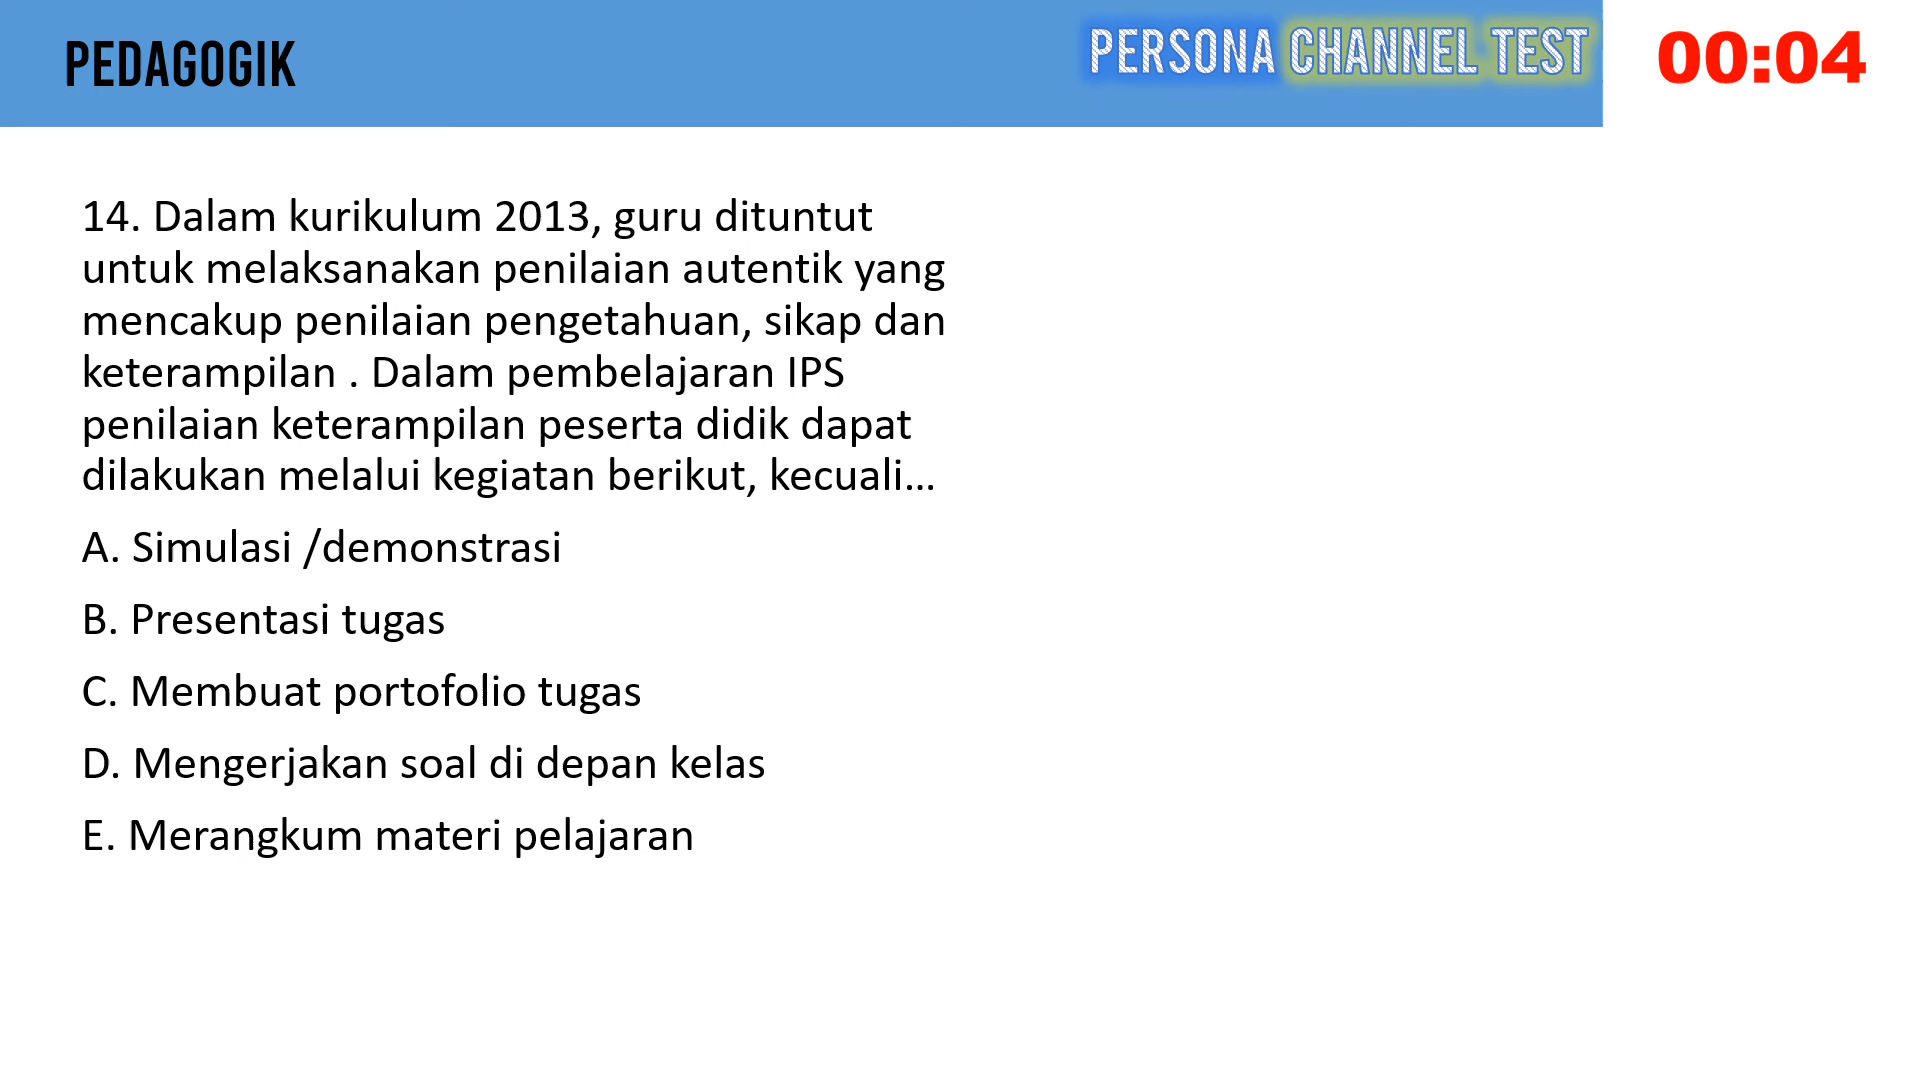 PEDAGOGIK
PERSONA CHANNEL TEST
00:04
14. Dalam kurikulum 2013, guru dituntut
untuk melaksanakan penilaian autentik yang
mencakup penilaian pengetahuan, sikap dan
keterampilan . Dalam pembelajaran IPS
penilaian keterampilan peserta didik dapat
dilakukan melalui kegiatan berikut, kecuali...
A. Simulasi /demonstrasi
B. Presentasi tugas
C. Membuat portofolio tugas
D. Mengerjakan soal di depan kelas
E. Merangkum materi pelajaran